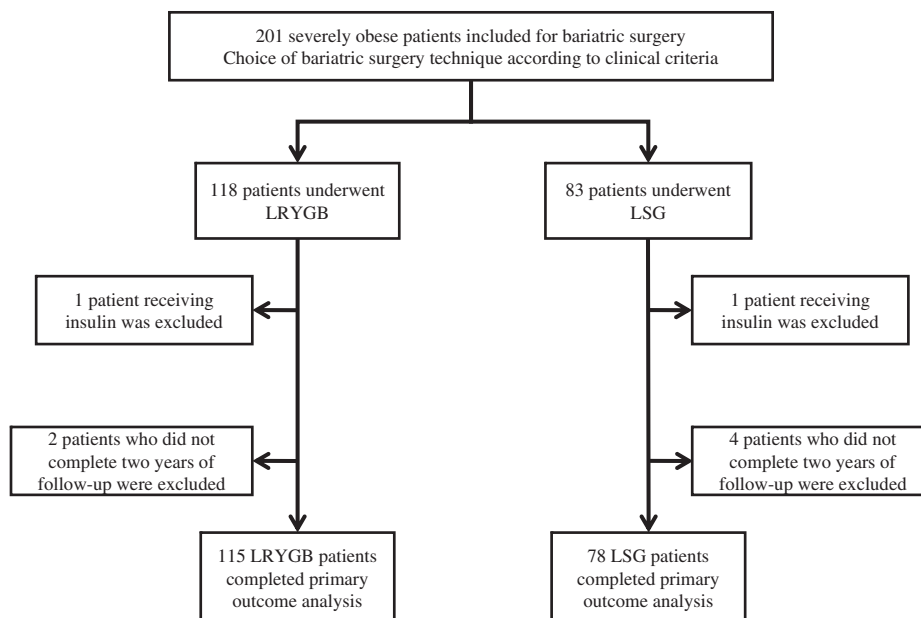 201 severely obese patients included for bariatric surgery
Choice of bariatric surgery technique according to clinical criteria
118 patients underwent
LRYGB
83 patients underwent
LSG
1 patient receiving
insulin was excluded
1 patient receiving
insulin was excluded
2 patients who did not
complete two years of
follow-up were excluded
4 patients who did not
complete two years of
follow-up were excluded
115 LRYGB patients
completed primary
outcome analysis
78 LSG patients
completed primary
outcome analysis